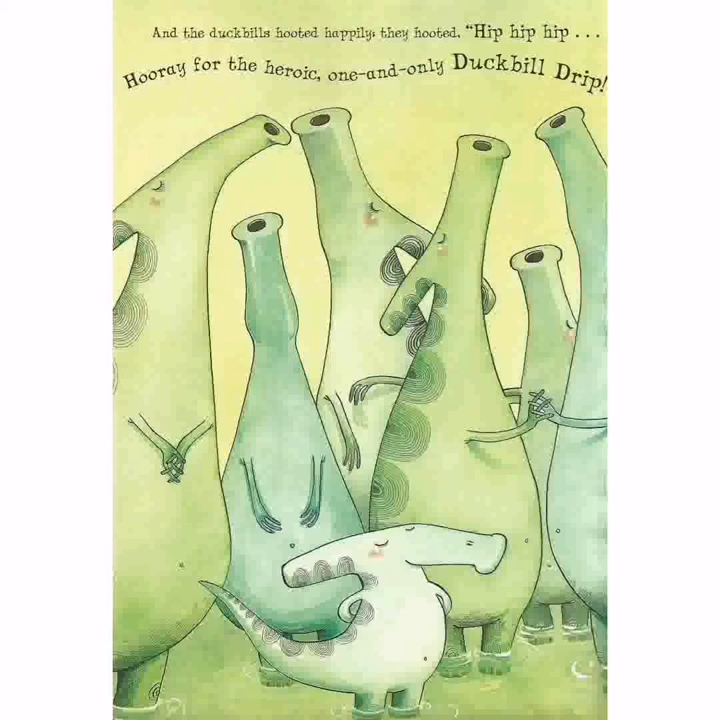 And the duckbills hooted happily; they hooted, “Hip hip hip . . .
Hooray for the heroic, one-and-only Duckbill Drip!